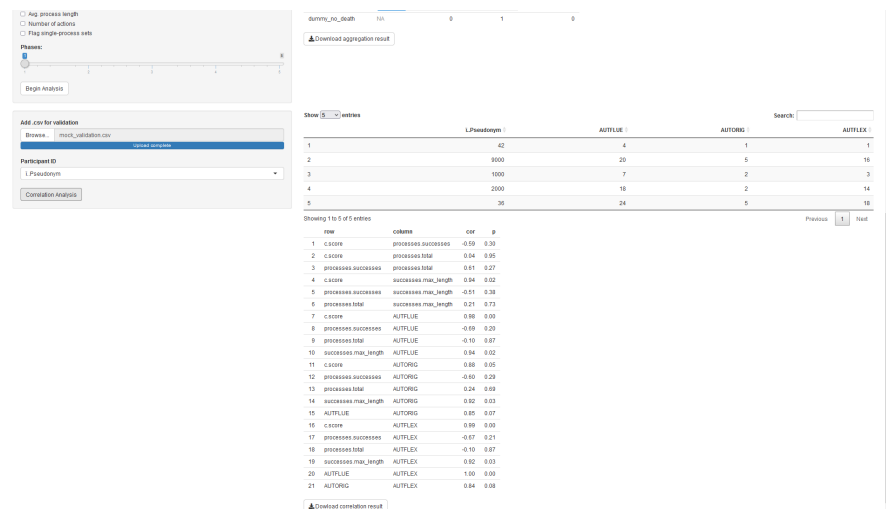 Avg. process length
Number of actions
Flag single-process sets
Phases:
1 2 3 4 5
Begin Analysis
Add .csv for validation
Browse... mock_validation.csv
Upload complete
Participant ID
i.Pseudonym
Correlation Analysis
dummy_no_death NA 0 1 0
Download aggregation result
Show 5 entries
Search:
i.Pseudonym AUTFLUE AUTORIG AUTFLEX
1 42 4 1 1
2 9000 20 5 16
3 1000 7 2 3
4 2000 18 2 14
5 36 24 5 18
Showing 1 to 5 of 5 entries
Previous 1 Next
row column cor p
1 c.score processes.successes -0.59 0.30
2 c.score processes.total 0.04 0.95
3 processes.successes processes.total 0.61 0.27
4 c.score successes.max_length 0.94 0.02
5 processes.successes successes.max_length -0.51 0.38
6 processes.total successes.max_length 0.21 0.73
7 c.score AUTFLUE 0.98 0.00
8 processes.successes AUTFLUE -0.69 0.20
9 processes.total AUTFLUE -0.10 0.87
10 successes.max_length AUTFLUE 0.94 0.02
11 c.score AUTORIG 0.88 0.05
12 processes.successes AUTORIG -0.60 0.29
13 processes.total AUTORIG 0.24 0.69
14 successes.max_length AUTORIG 0.92 0.03
15 AUTFLUE AUTORIG 0.85 0.07
16 c.score AUTFLEX 0.99 0.00
17 processes.successes AUTFLEX -0.67 0.21
18 processes.total AUTFLEX -0.10 0.87
19 successes.max_length AUTFLEX 0.92 0.03
20 AUTFLUE AUTFLEX 1.00 0.00
21 AUTORIG AUTFLEX 0.84 0.08
Dowload correlation result